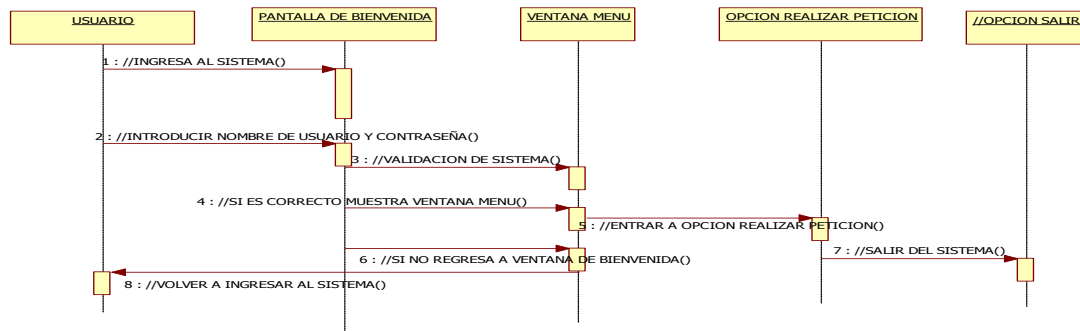 USUARIO
PANTALLA DE BIENVENIDA
VENTANA MENU
OPCION REALIZAR PETICION
//OPCION SALIR
1 : //INGRESA AL SISTEMA()
2 : //INTRODUCIR NOMBRE DE USUARIO Y CONTRASEÑA()
3 : //VALIDACION DE SISTEMA()
4 : //SI ES CORRECTO MUESTRA VENTANA MENU()
5 : //ENTRAR A OPCION REALIZAR PETICION()
6 : //SI NO REGRESA A VENTANA DE BIENVENIDA()
7 : //SALIR DEL SISTEMA()
8 : //VOLVER A INGRESAR AL SISTEMA()